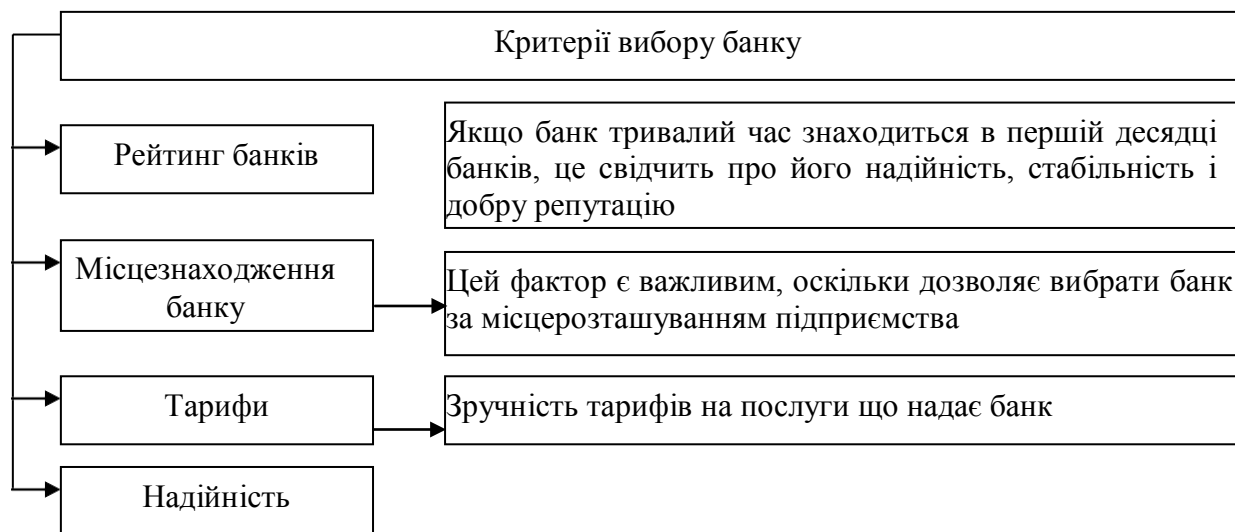 Критерії вибору банку
Рейтинг банків
Якщо банк тривалий час знаходиться в першій десядці
банків, це свідчить про його надійність, стабільність і
добру репутацію
Місцезнаходження
банку
Цей фактор є важливим, оскільки дозволяє вибрати банк
за місцерозташуванням підприємства
Тарифи
Зручність тарифів на послуги що надає банк
Надійність